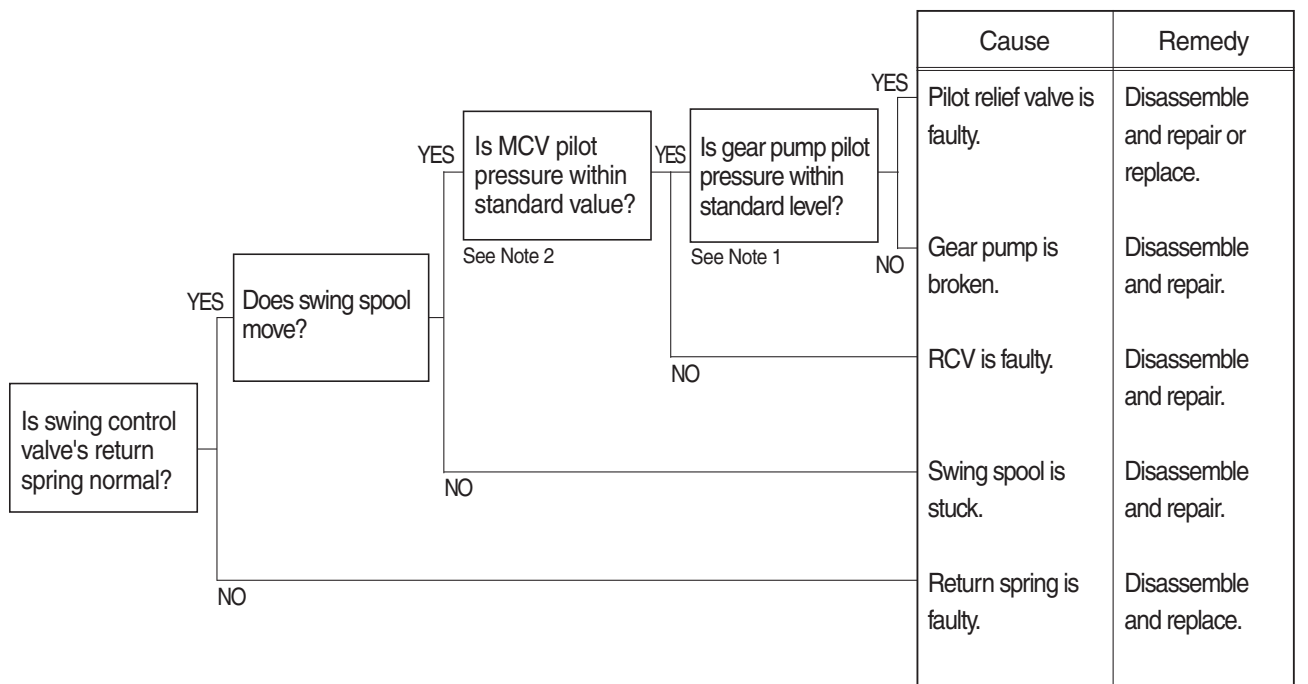 Cause
Remedy
YES
Pilot relief valve is
faulty.
Disassemble
and repair or
replace.
YES
Is MCV pilot
pressure within
standard value?
See Note 2
YES
Is gear pump pilot
pressure within
standard level?
See Note 1
NO
Gear pump is
broken.
Disassemble
and repair.
YES
Does swing spool
move?
NO
RCV is faulty.
Disassemble
and repair.
Is swing control
valve's return
spring normal?
NO
Swing spool is
stuck.
Disassemble
and repair.
NO
Return spring is
faulty.
Disassemble
and replace.